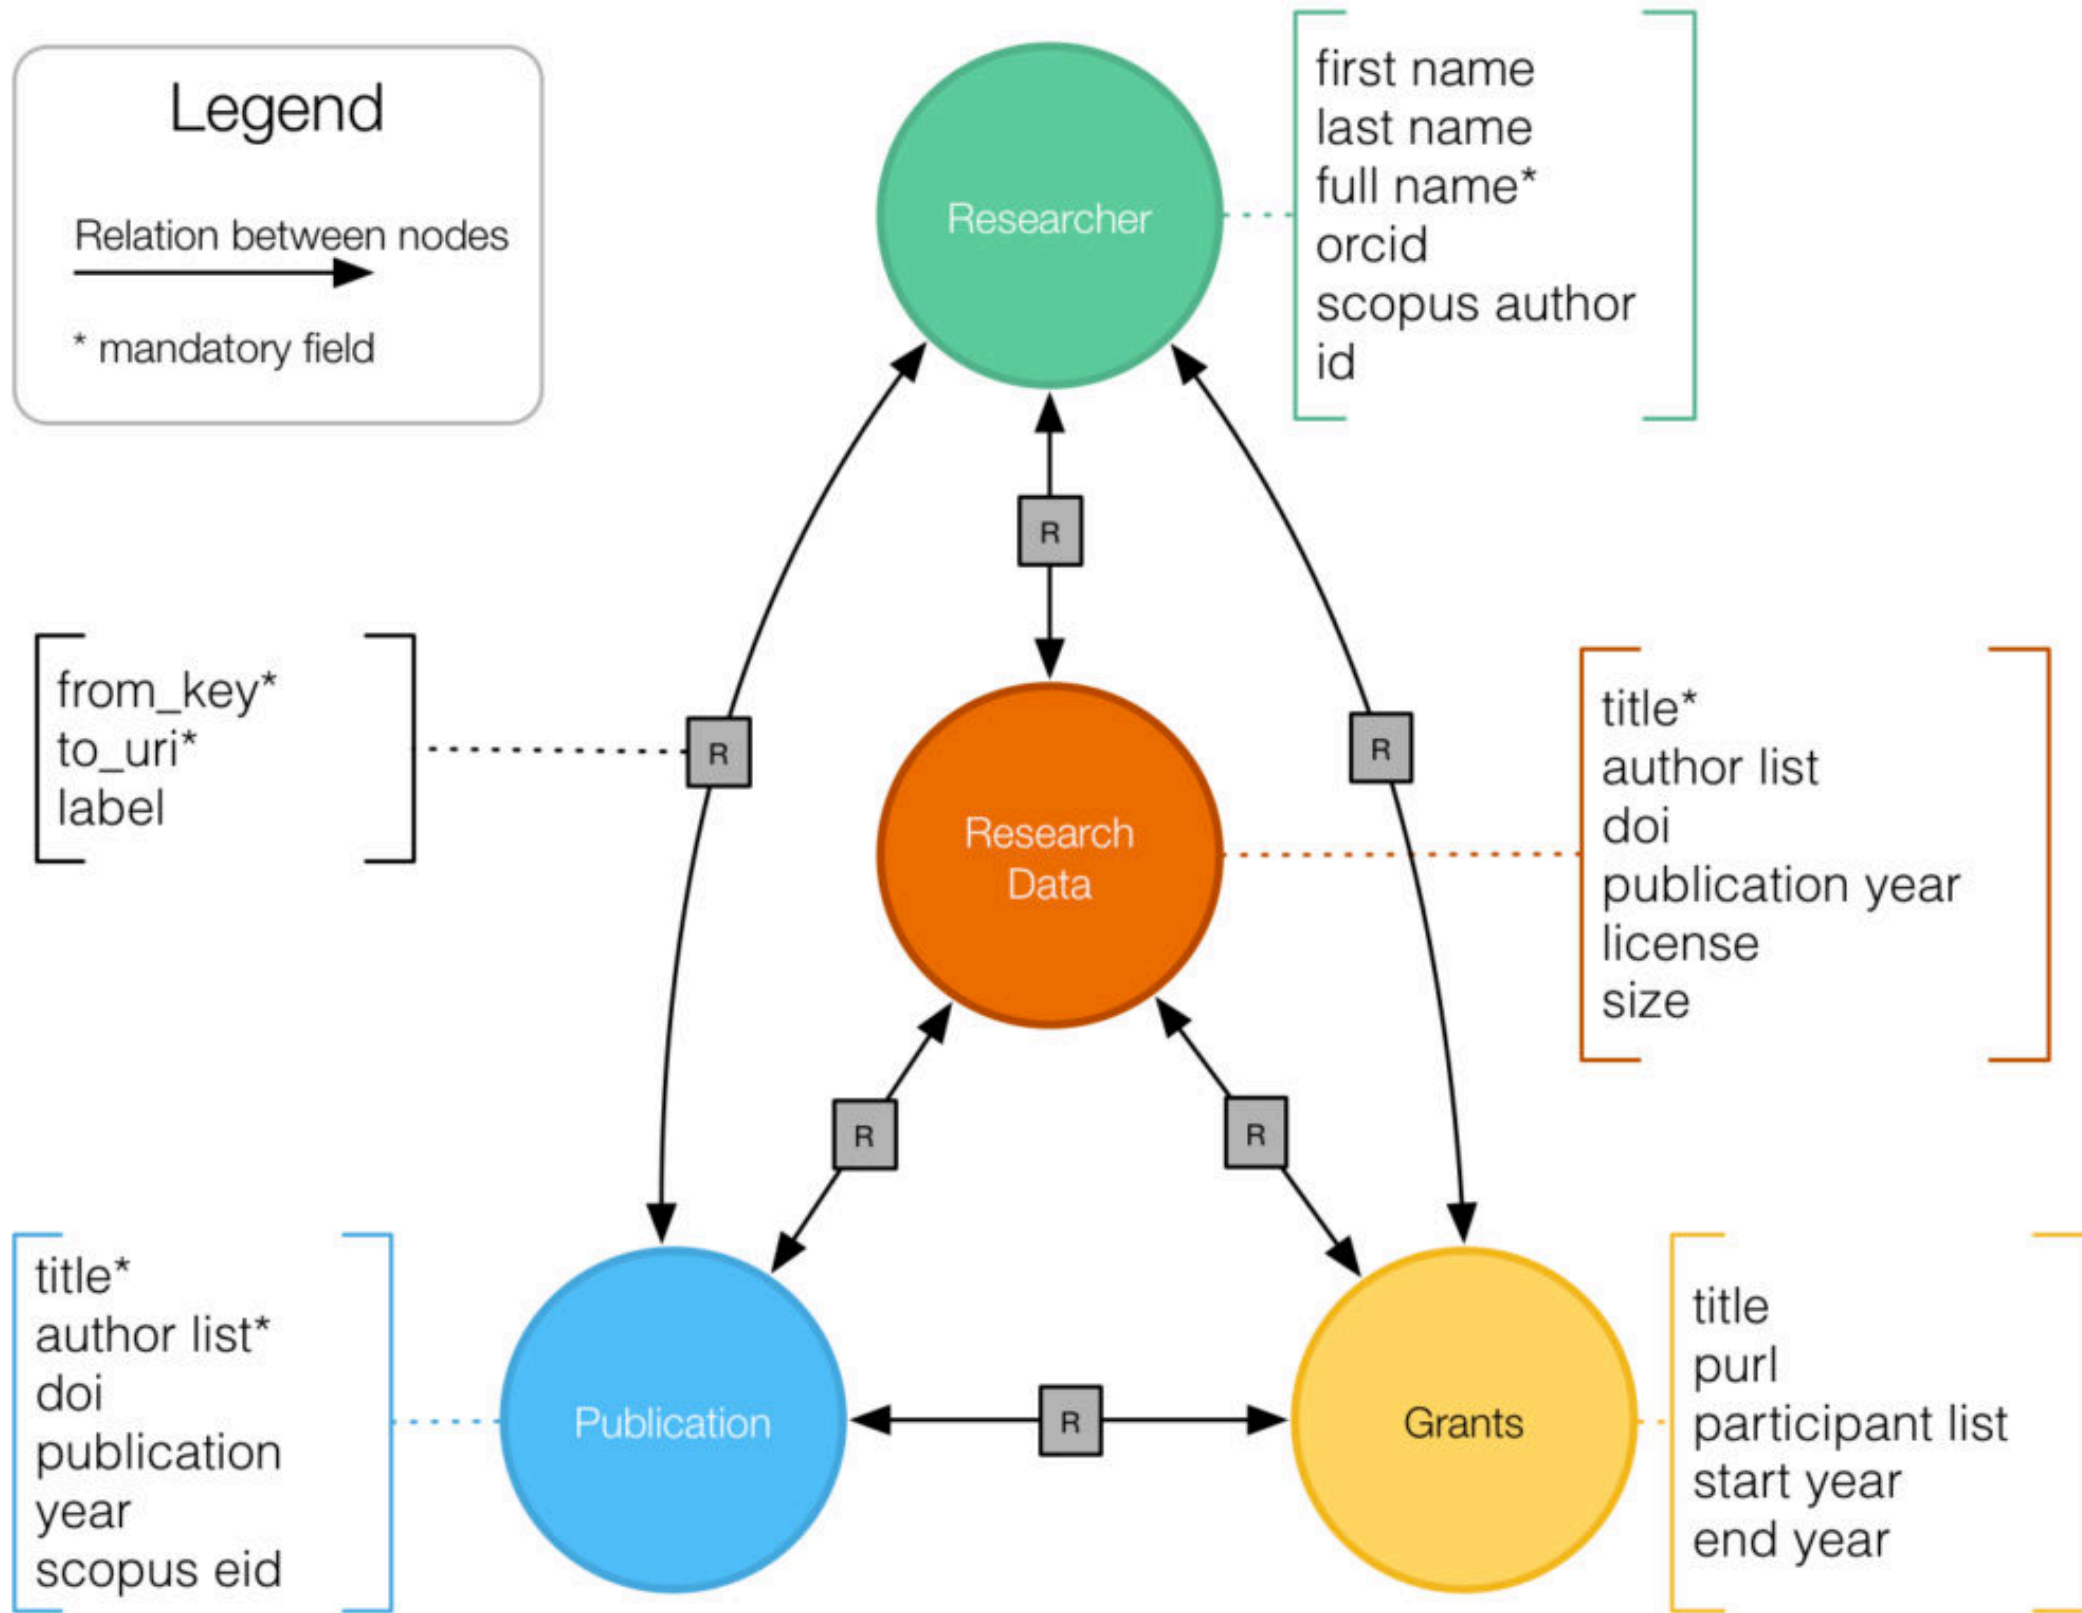 Legend
Relation between nodes
* mandatory field
Researcher
first name
last name
full name*
orcid
scopus author
id
R
from_key*
to_uri*
label
R
R
Research
Data
title*
author list
doi
publication year
license
size
R
R
title*
author list*
doi
publication
year
scopus eid
Publication
R
Grants
title
purl
participant list
start year
end year